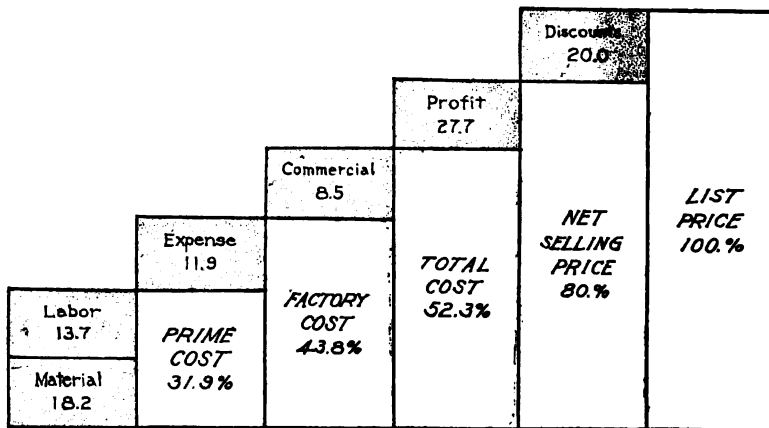 Discounts
20.0
Profit
27.7
Commercial
8.5
Expense
11.9
Labor
13.7
Material
18.2
PRIME
COST
31.9%
FACTORY
COST
43.8%
TOTAL
COST
52.3%
NET
SELLING
PRICE
80.%
LIST
PRICE
100.%